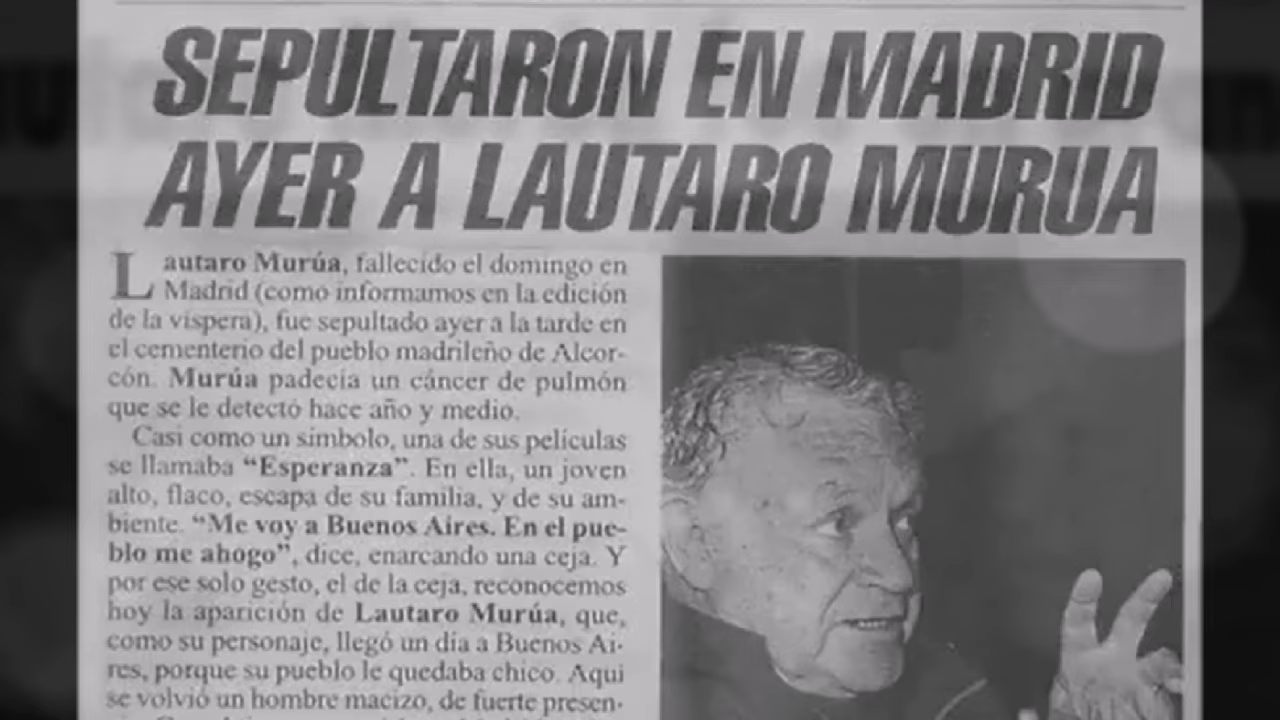 SEPULTARON EN MADRID
AYER A LAUTARO MURUA
Lautaro Murúa, fallecido el domingo en
Madrid (como informamos en la edición
de la víspera), fue sepultado ayer a la tarde en
el cementerio del pueblo madrileño de Alcor-
cón. Murúa padecía un cáncer de pulmón
que se le detectó hace año y medio.
Casi como un símbolo, una de sus películas
se llamaba “Esperanza”. En ella, un joven
alto, flaco, escapa de su familia, y de su am-
biente. “Me voy a Buenos Aires. En el pue-
blo me ahogo”, dice, enarcando una ceja. Y
por ese solo gesto, el de la ceja, reconocemos
hoy la aparición de Lautaro Murúa, que,
como su personaje, llegó un día a Buenos Ai-
res, porque su pueblo le quedaba chico. Aquí
se volvió un hombre macizo, de fuerte presen-